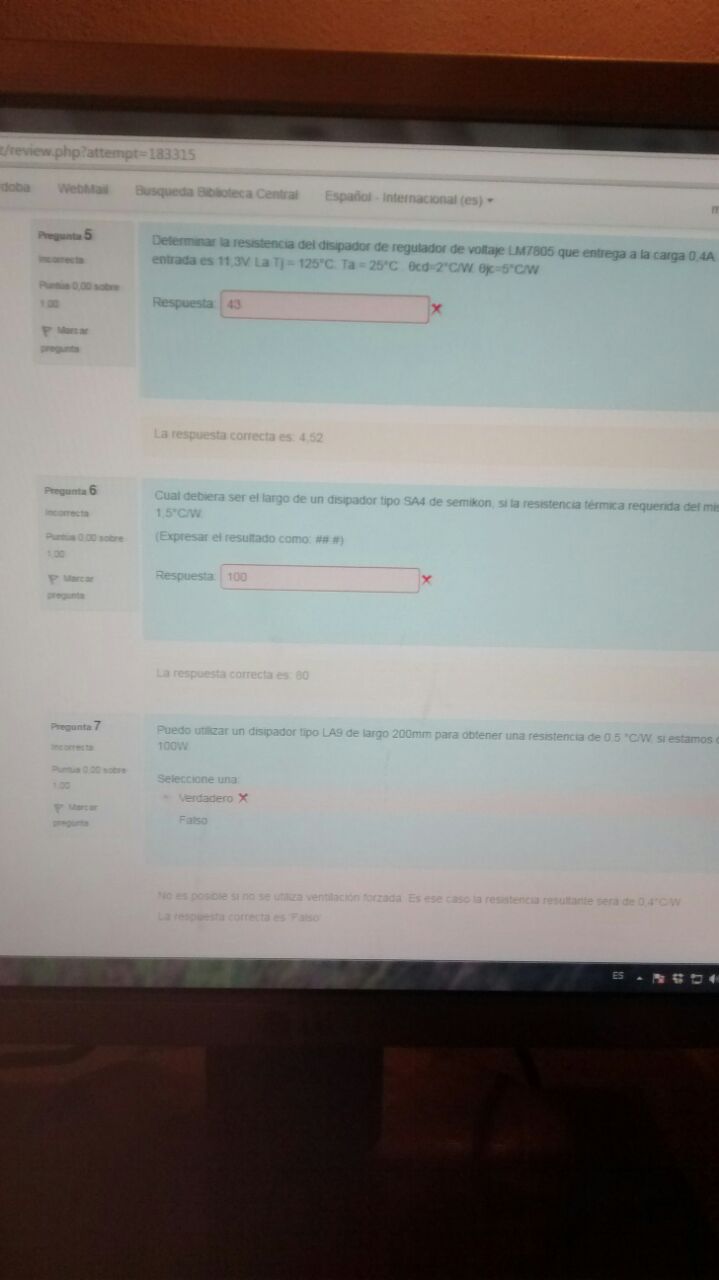 z/review.php?attempt=183315
doba WebMail Busqueda Biblioteca Central Español - Internacional (es)
Pregunta 5
Incorrecta
Puntúa 0,00 sobre
1,00
Marcar
pregunta
Determinar la resistencia del disipador de regulador de voltaje LM7805 que entrega a la carga 0,4A
entrada es 11,3V. La Tj = 125°C. Ta = 25°C . θcd=2°C/W. θjc=5°C/W
Respuesta: 43
La respuesta correcta es: 4,52
Pregunta 6
Incorrecta
Puntúa 0,00 sobre
1,00
Marcar
pregunta
Cual debiera ser el largo de un disipador tipo SA4 de semikon, si la resistencia térmica requerida del mis
1,5°C/W.
(Expresar el resultado como: ##.#)
Respuesta: 100
La respuesta correcta es: 80
Pregunta 7
Incorrecta
Puntúa 0,00 sobre
1,00
Marcar
pregunta
Puedo utilizar un disipador tipo LA9 de largo 200mm para obtener una resistencia de 0.5 °C/W, si estamos
100W.
Seleccione una:
Verdadero
Falso
No es posible si no se utiliza ventilación forzada. Es ese caso la resistencia resultante será de 0,4°C/W
La respuesta correcta es 'Falso'
ES